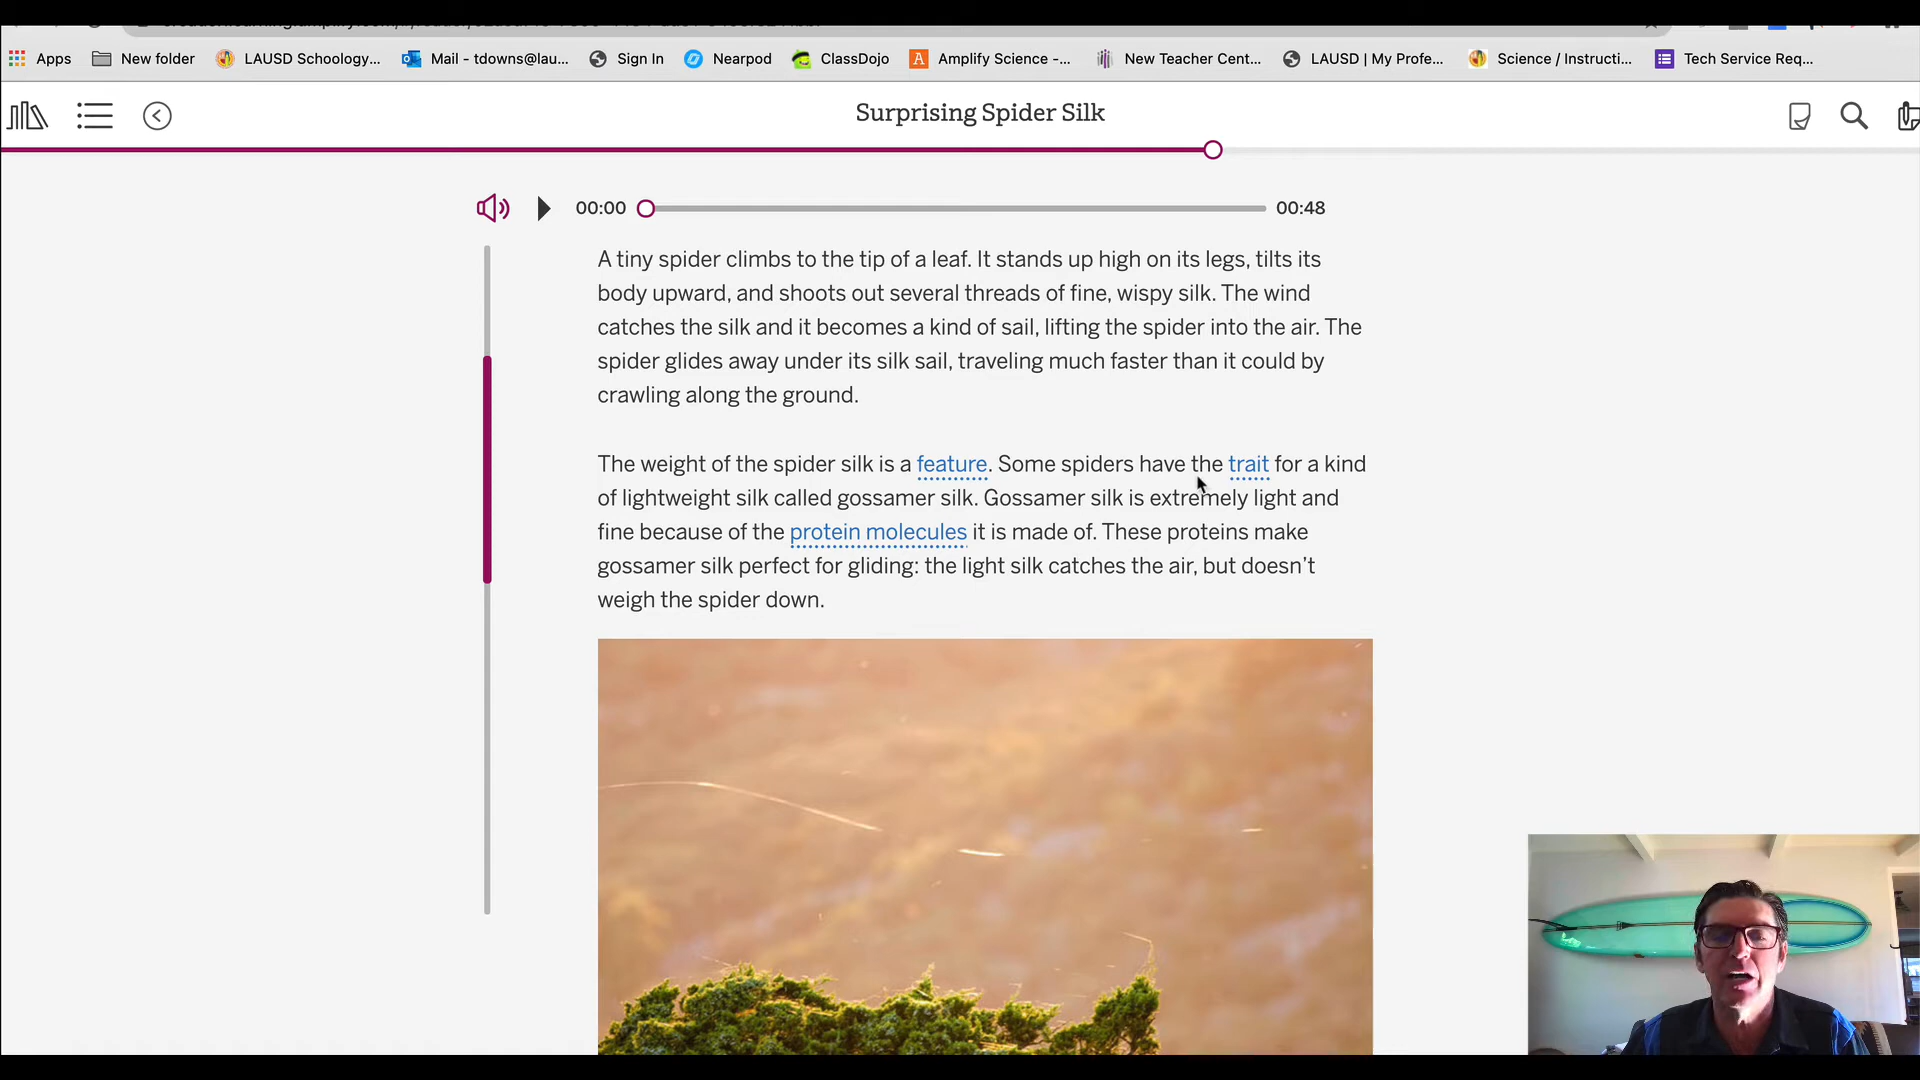 Apps New folder LAUSD Schoology... Mail - tdowns@lau... Sign In Nearpod ClassDojo Amplify Science -... New Teacher Cent... LAUSD | My Profe... Science / Instructi... Tech Service Req...
Surprising Spider Silk
00:00 00:48
A tiny spider climbs to the tip of a leaf. It stands up high on its legs, tilts its
body upward, and shoots out several threads of fine, wispy silk. The wind
catches the silk and it becomes a kind of sail, lifting the spider into the air. The
spider glides away under its silk sail, traveling much faster than it could by
crawling along the ground.
The weight of the spider silk is a feature. Some spiders have the trait for a kind
of lightweight silk called gossamer silk. Gossamer silk is extremely light and
fine because of the protein molecules it is made of. These proteins make
gossamer silk perfect for gliding: the light silk catches the air, but doesn’t
weigh the spider down.